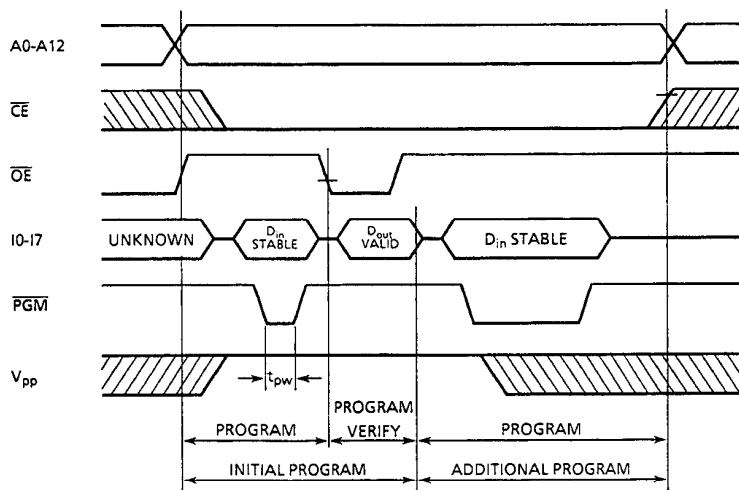 A0-A12
CE
OE
I0-I7
UNKNOWN
Din
STABLE
Dout
VALID
Din STABLE
PGM
Vpp
tpw
PROGRAM
PROGRAM
VERIFY
PROGRAM
INITIAL PROGRAM
ADDITIONAL PROGRAM